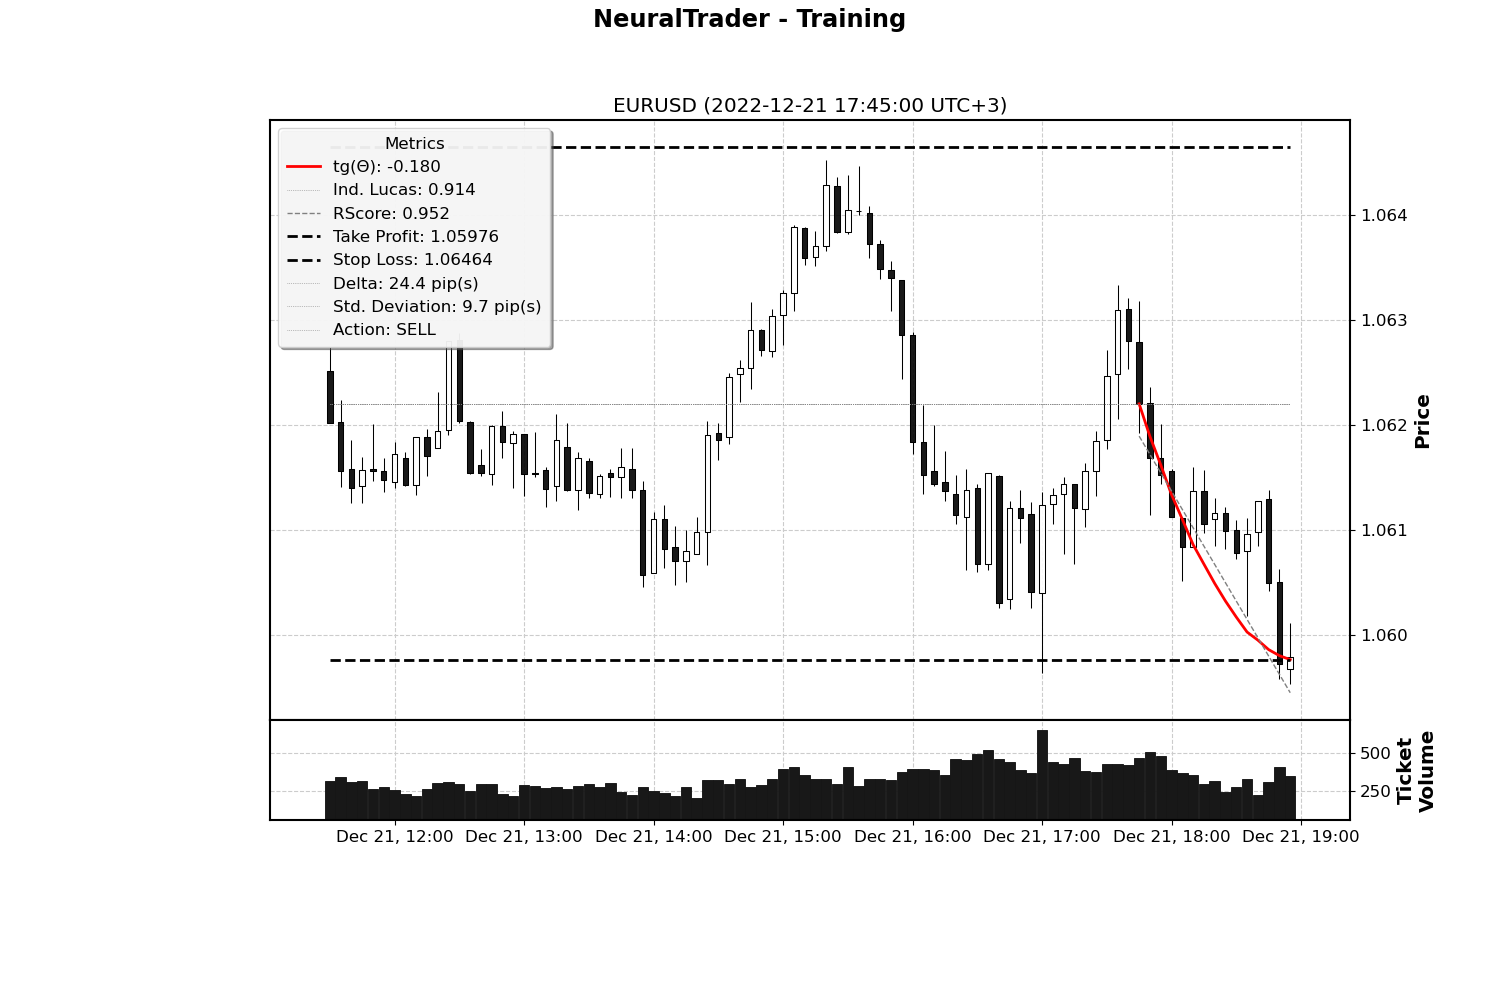 NeuralTrader - Training
EURUSD (2022-12-21 17:45:00 UTC+3)
Metrics
tg(Θ): -0.180
Ind. Lucas: 0.914
RScore: 0.952
Take Profit: 1.05976
Stop Loss: 1.06464
Delta: 24.4 pip(s)
Std. Deviation: 9.7 pip(s)
Action: SELL
1.064
1.063
1.062
1.061
1.060
Price
500
250
Ticket
Volume
Dec 21, 12:00
Dec 21, 13:00
Dec 21, 14:00
Dec 21, 15:00
Dec 21, 16:00
Dec 21, 17:00
Dec 21, 18:00
Dec 21, 19:00